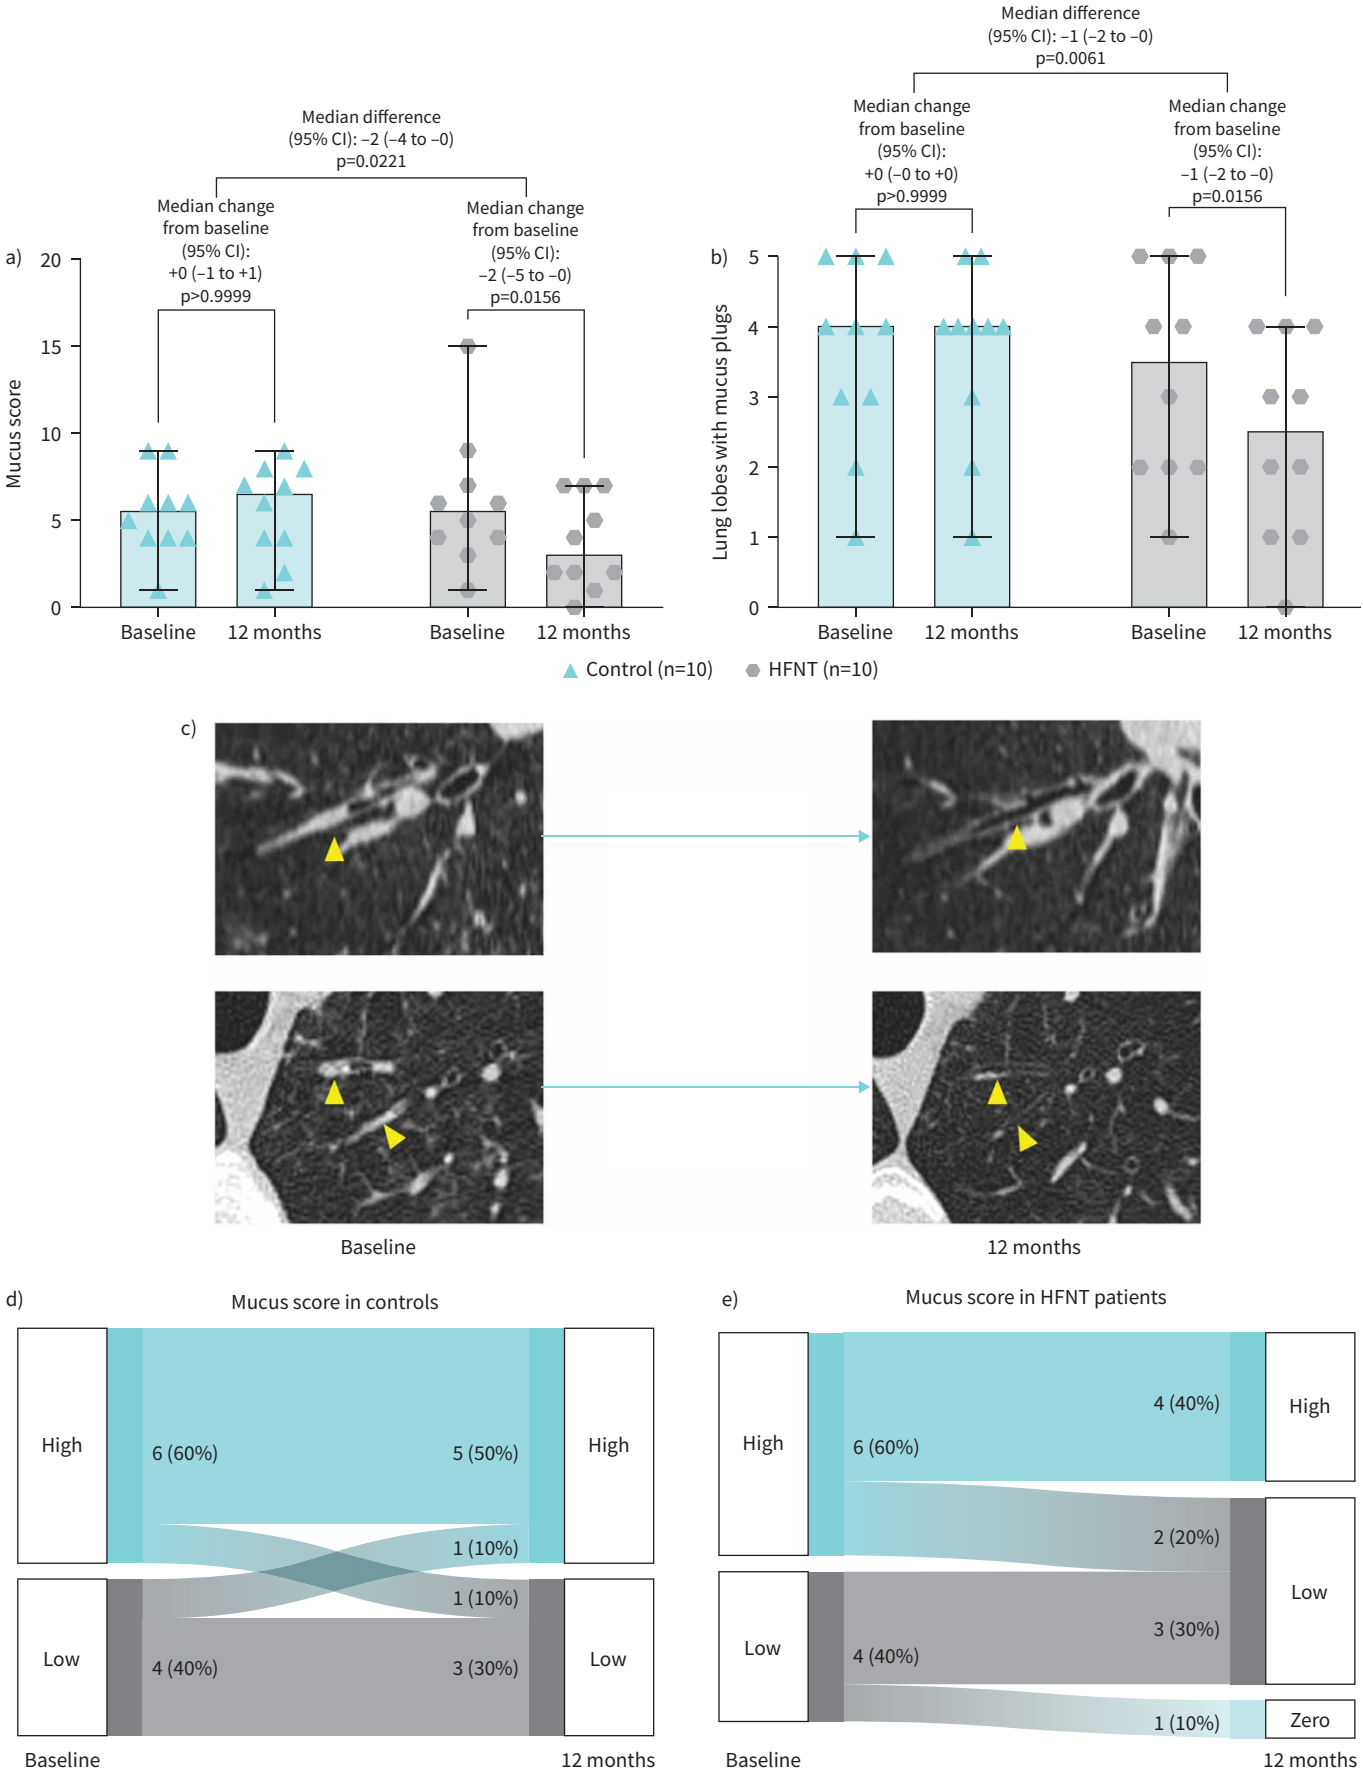 Median difference
(95% CI): –1 (–2 to –0)
p=0.0061
Median difference
(95% CI): –2 (–4 to –0)
p=0.0221
Median change
from baseline
(95% CI):
+0 (–1 to +1)
p>0.9999
Median change
from baseline
(95% CI):
–2 (–5 to –0)
p=0.0156
Median change
from baseline
(95% CI):
+0 (–0 to +0)
p>0.9999
Median change
from baseline
(95% CI):
–1 (–2 to –0)
p=0.0156
a)
20
15
10
5
0
Mucus score
Baseline
12 months
Baseline
12 months
b)
5
4
3
2
1
0
Lung lobes with mucus plugs
Baseline
12 months
Baseline
12 months
Control (n=10)
HFNT (n=10)
c)
Baseline
12 months
d)
Mucus score in controls
High
6 (60%)
5 (50%)
High
1 (10%)
1 (10%)
Low
4 (40%)
3 (30%)
Low
Baseline
12 months
e)
Mucus score in HFNT patients
High
6 (60%)
4 (40%)
High
2 (20%)
Low
4 (40%)
3 (30%)
Low
1 (10%)
Zero
Baseline
12 months